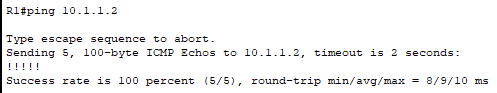 R1#ping 10.1.1.2
Type escape sequence to abort.
Sending 5, 100-byte ICMP Echos to 10.1.1.2, timeout is 2 seconds:
!!!!!
Success rate is 100 percent (5/5), round-trip min/avg/max = 8/9/10 ms